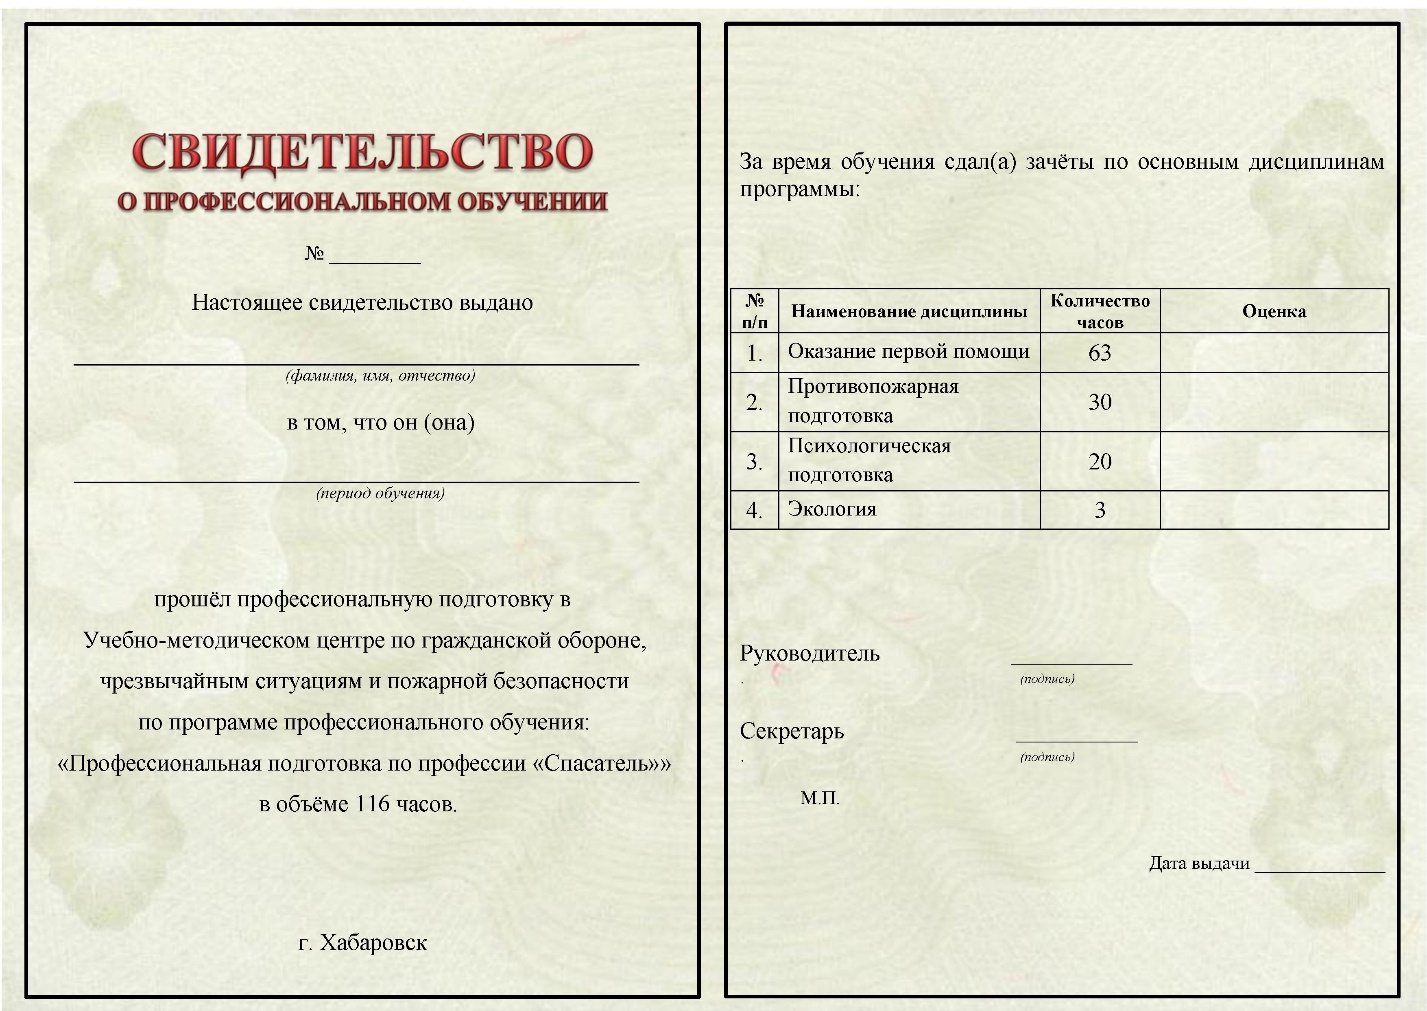 СВИДЕТЕЛЬСТВО
О ПРОФЕССИОНАЛЬНОМ ОБУЧЕНИИ
№ ________
Настоящее свидетельство выдано
(фамилия, имя, отчество)
в том, что он (она)
(период обучения)
прошёл профессиональную подготовку в
Учебно-методическом центре по гражданской обороне,
чрезвычайным ситуациям и пожарной безопасности
по программе профессионального обучения:
«Профессиональная подготовка по профессии «Спасатель»»
в объёме 116 часов.
г. Хабаровск
За время обучения сдал(а) зачёты по основным дисциплинам
программы:
№ п/п Наименование дисциплины Количество часов Оценка
1. Оказание первой помощи 63
2. Противопожарная подготовка 30
3. Психологическая подготовка 20
4. Экология 3
Руководитель ___________
. (подпись)
Секретарь ___________
. (подпись)
М.П.
Дата выдачи ______________